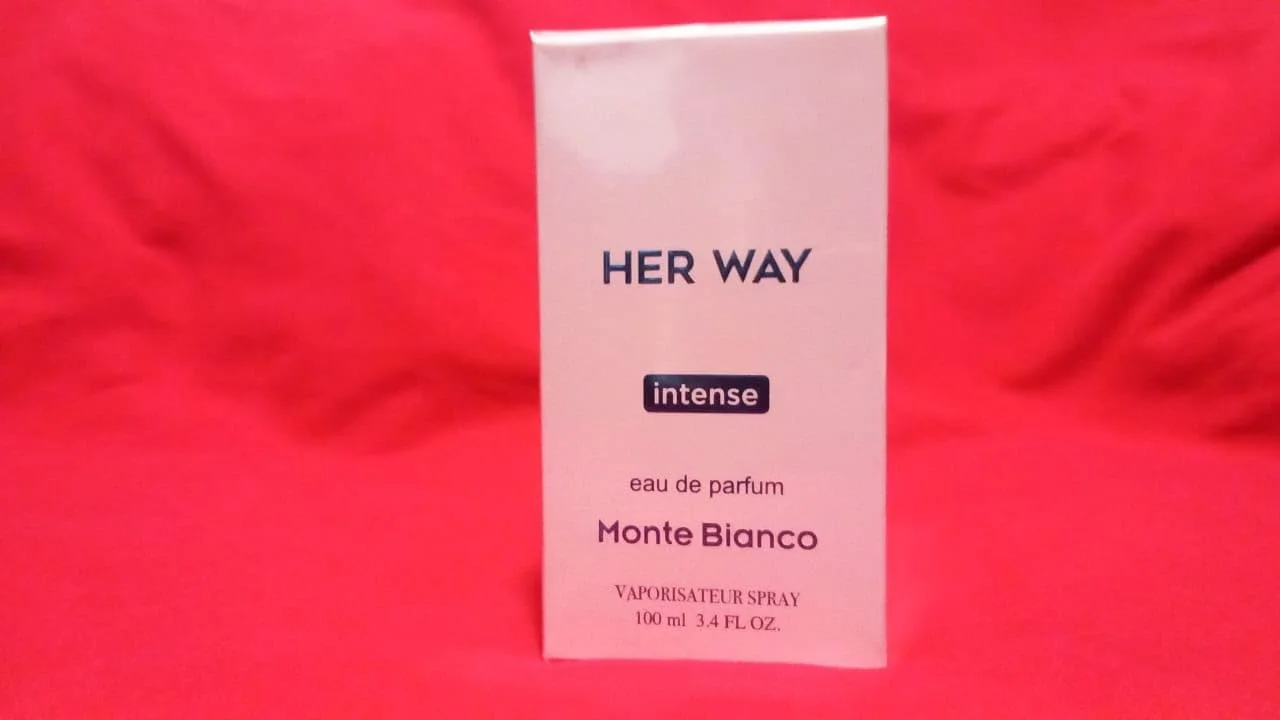 HER WAY
intense
eau de parfum
Monte Bianco
VAPORISATEUR SPRAY
100 ml 3.4 FL OZ.